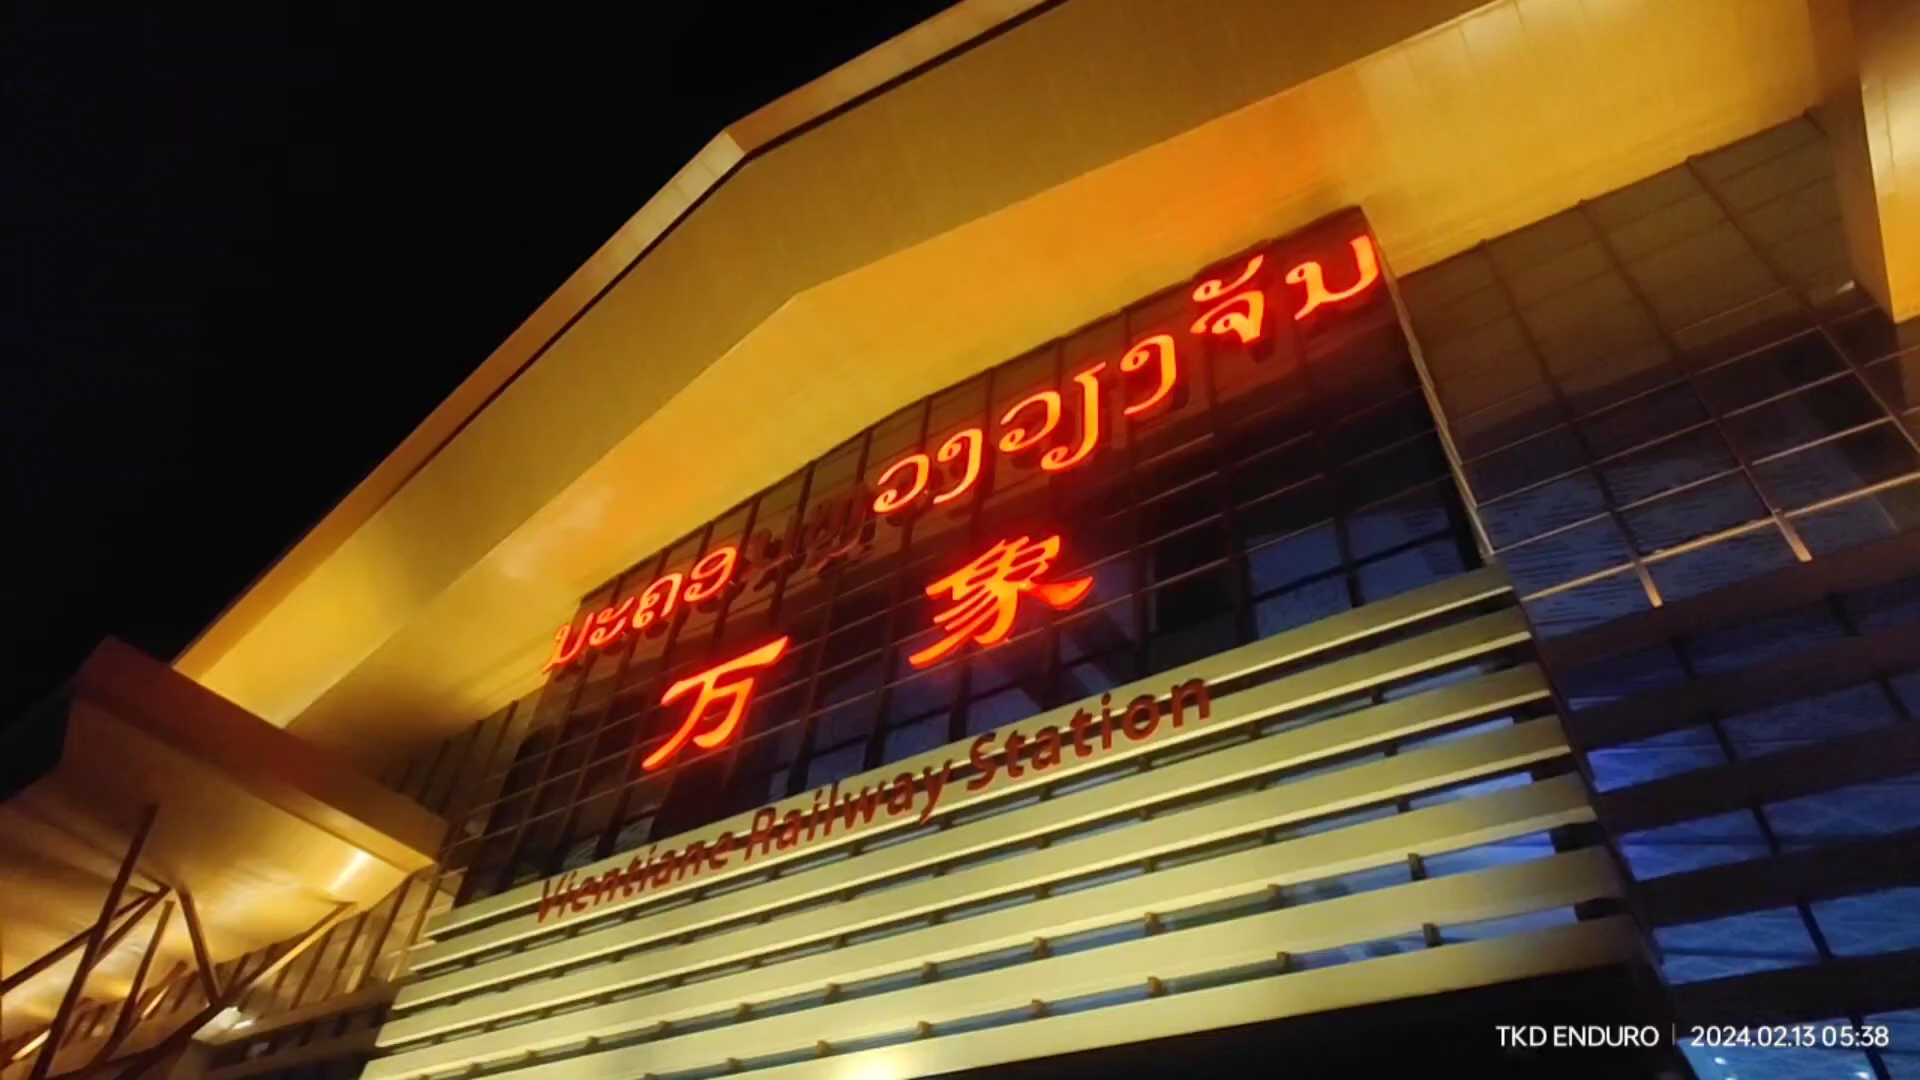 ນະຄອນຫຼວງວຽງຈັນ
万象
Vientiane Railway Station
TKD ENDURO | 2024.02.13 05:38